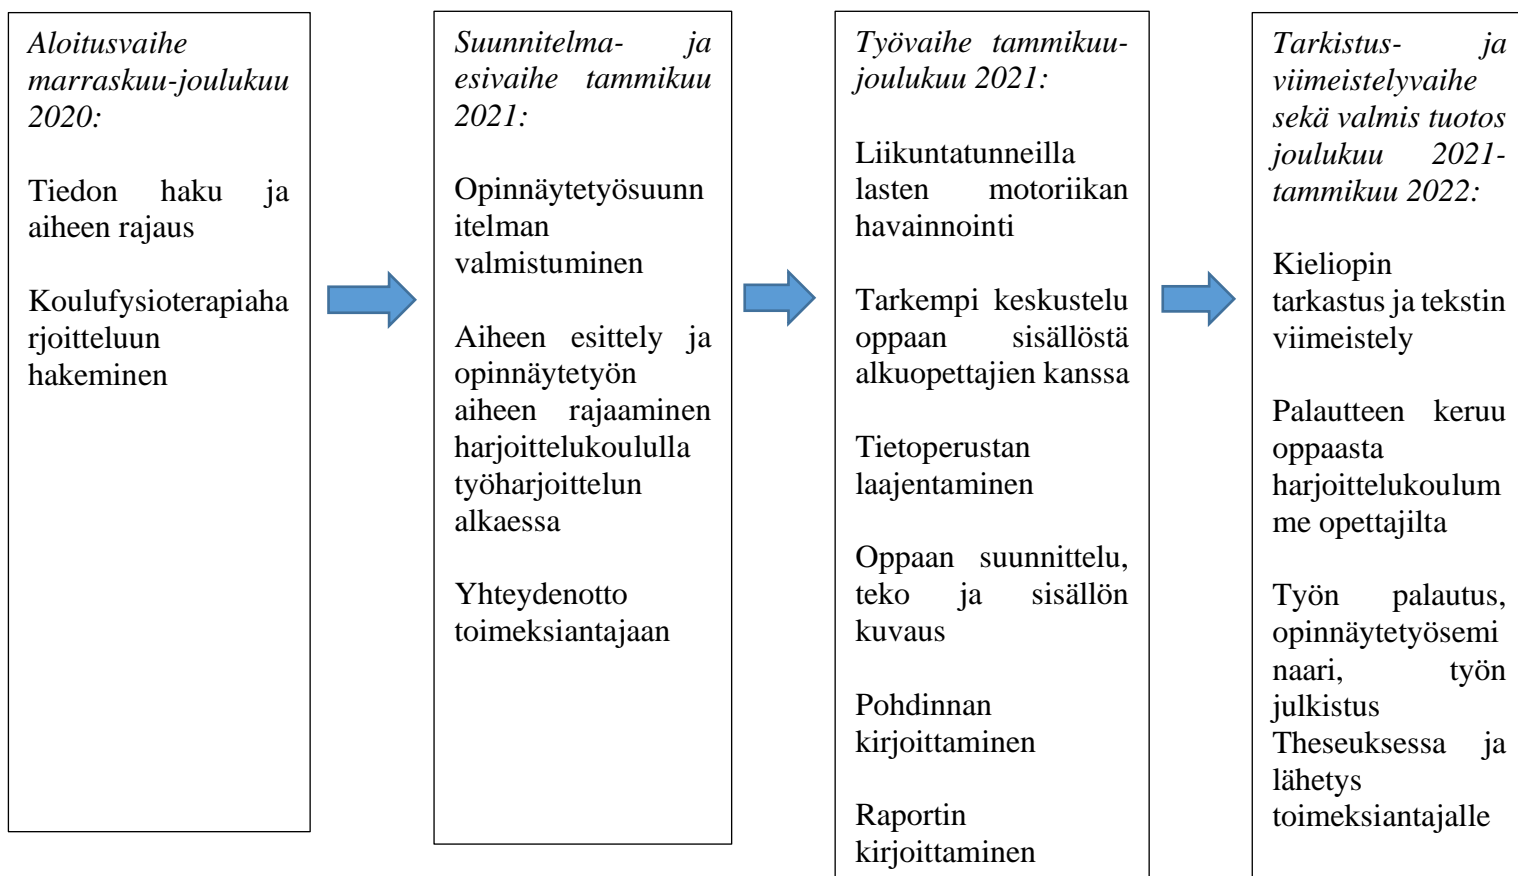 Aloitusvaihe
marraskuu-joulukuu
2020:
Tiedon haku ja
aiheen rajaus
Koulufysioterapiaha
rjoitteluun
hakeminen
Suunnitelma- ja
esivaihe tammikuu
2021:
Opinnäytetyösuunn
itelman
valmistuminen
Aiheen esittely ja
opinnäytetyön
aiheen rajaaminen
harjoittelukoululla
työharjoittelun
alkaessa
Yhteydenotto
toimeksiantajaan
Työvaihe tammikuu-
joulukuu 2021:
Liikuntatunneilla
lasten motoriikan
havainnointi
Tarkempi keskustelu
oppaan sisällöstä
alkuopettajien kanssa
Tietoperustan
laajentaminen
Oppaan suunnittelu,
teko ja sisällön
kuvaus
Pohdinnan
kirjoittaminen
Raportin
kirjoittaminen
Tarkistus- ja
viimeistelyvaihe
sekä valmis tuotos
joulukuu 2021-
tammikuu 2022:
Kieliopin
tarkastus ja tekstin
viimeistely
Palautteen keruu
oppaasta
harjoittelukoulum
me opettajilta
Työn palautus,
opinnäytetyösemi
naari, työn
julkistus
Theseuksessa ja
lähetys
toimeksiantajalle